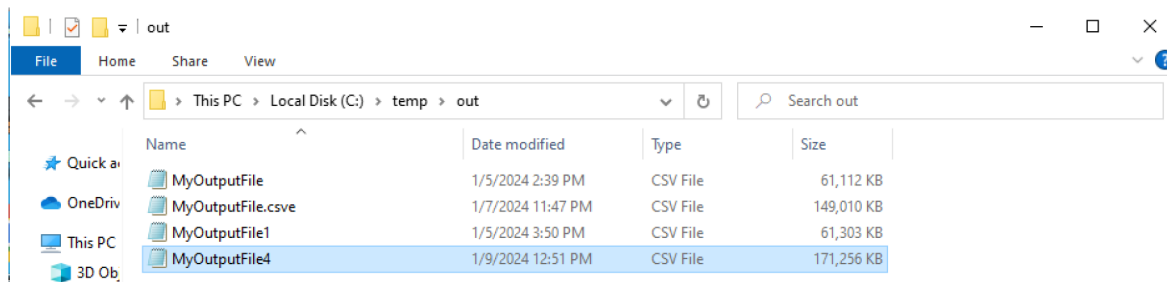 out
File Home Share View
This PC > Local Disk (C:) > temp > out
Search out
Name Date modified Type Size
Quick a
MyOutputFile 1/5/2024 2:39 PM CSV File 61,112 KB
MyOutputFile.csve 1/7/2024 11:47 PM CSV File 149,010 KB
OneDriv
MyOutputFile1 1/5/2024 3:50 PM CSV File 61,303 KB
This PC
MyOutputFile4 1/9/2024 12:51 PM CSV File 171,256 KB
3D Ob